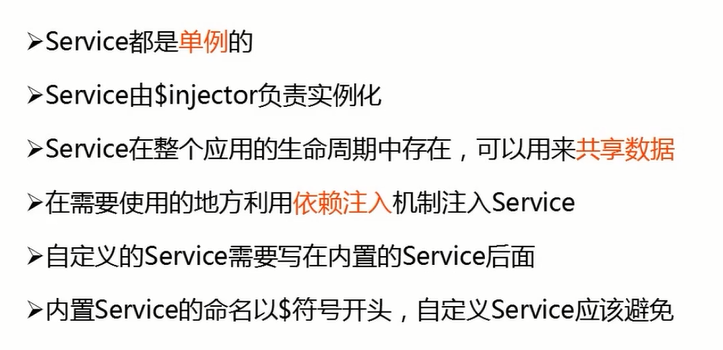 ➢Service都是单例的
➢Service由$injector负责实例化
➢Service在整个应用的生命周期中存在，可以用来共享数据
➢在需要使用的地方利用依赖注入机制注入Service
➢自定义的Service需要写在内置的Service后面
➢内置Service的命名以$符号开头，自定义Service应该避免